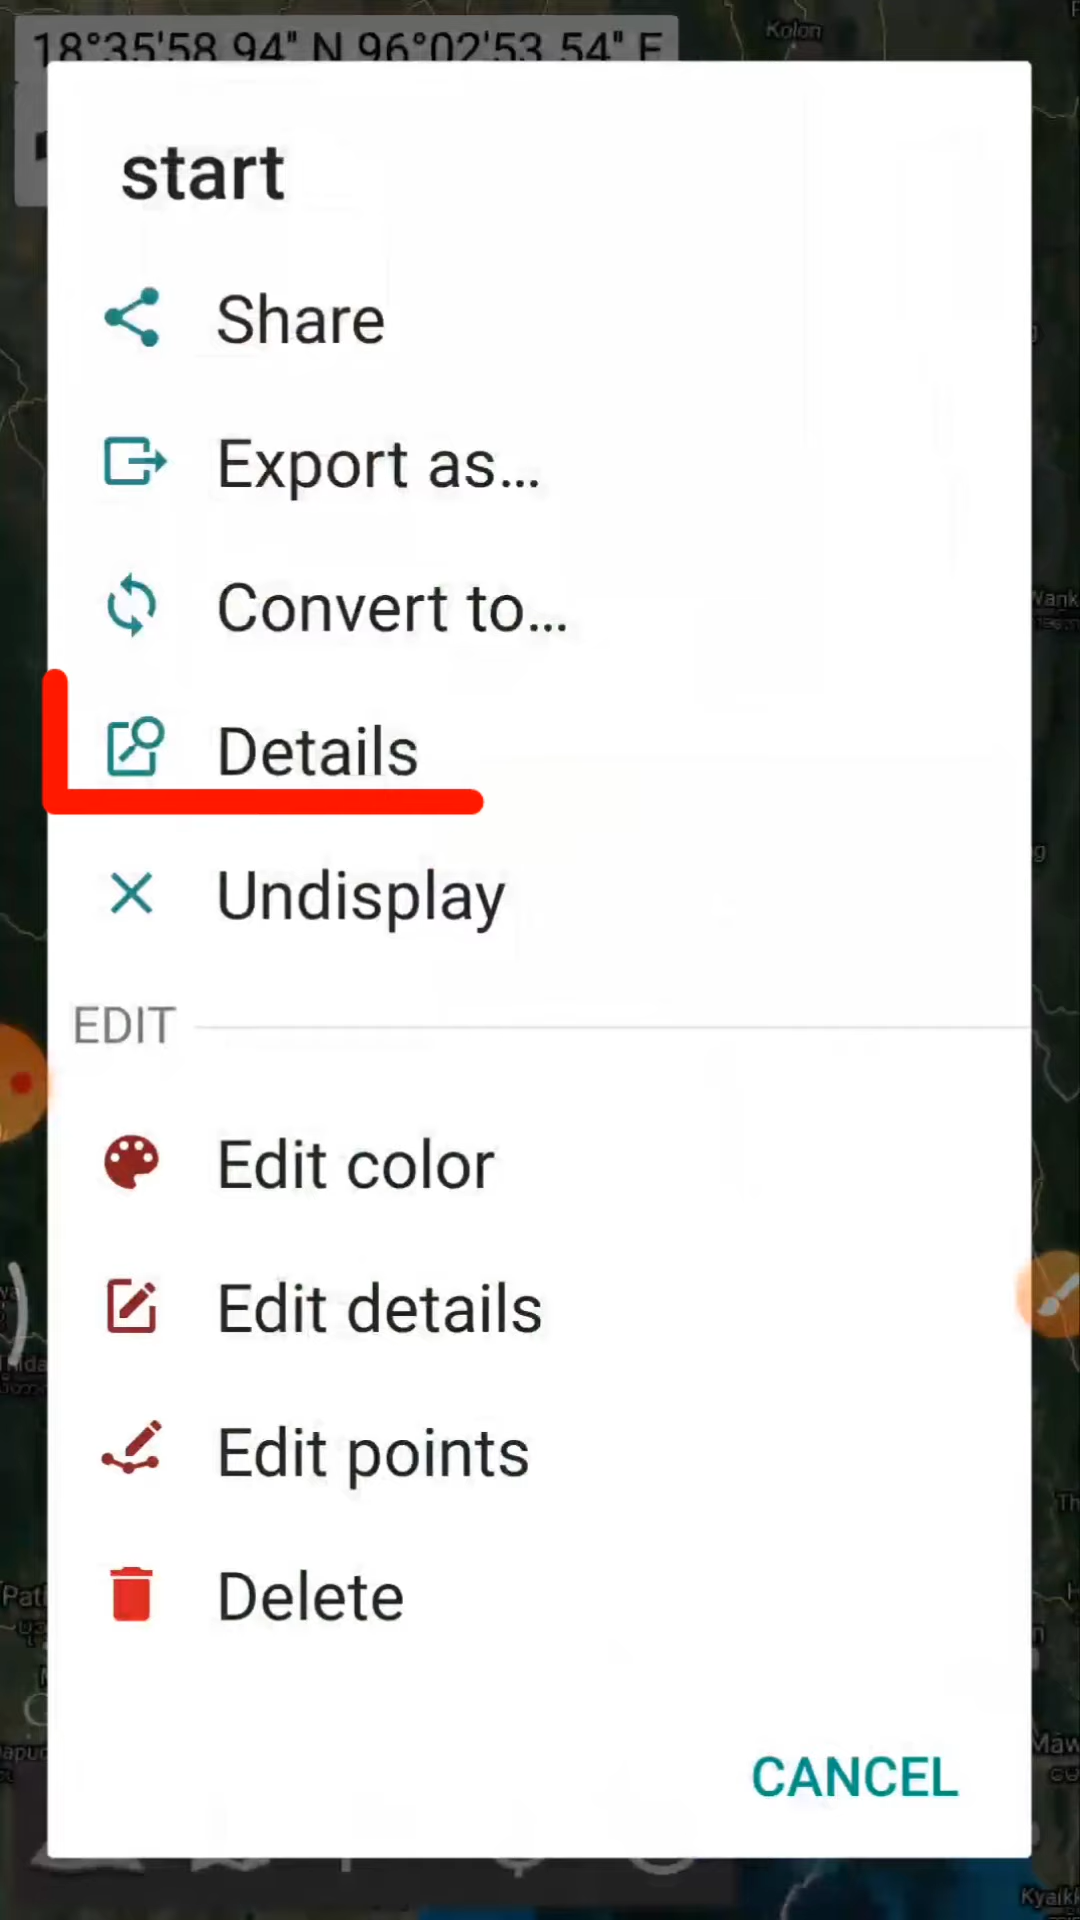 18°35'58.94" N 96°02'53.54" E
Kolon
start
Share
Export as...
Convert to...
Details
Undisplay
EDIT
Edit color
Edit details
Edit points
Delete
CANCEL